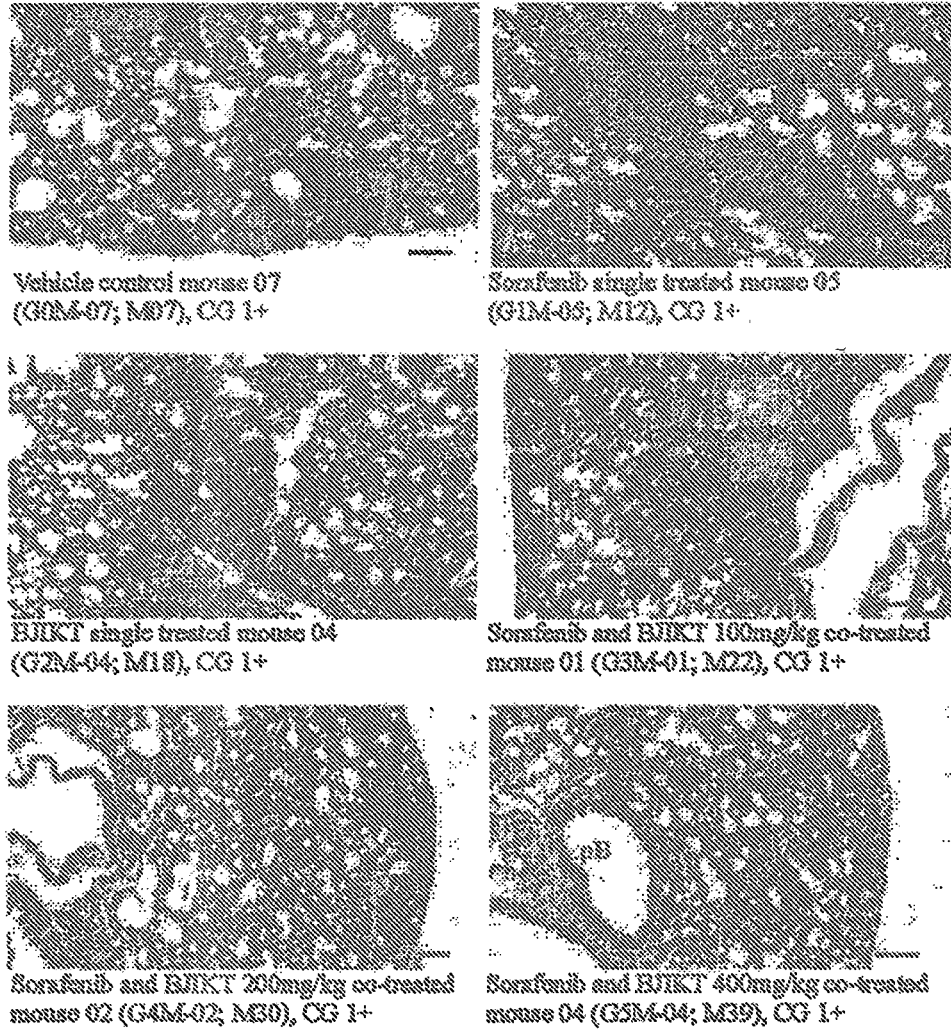 Vehicle control mouse 07
(G0M-07; M07), CG 1+
Sorafenib single treated mouse 05
(G1M-05; M12), CG 1+
BJIKT single treated mouse 04
(G2M-04; M18), CG 1+
Sorafenib and BJIKT 100mg/kg co-treated
mouse 01 (G3M-01; M22), CG 1+
pB
Sorafenib and BJIKT 200mg/kg co-treated
mouse 02 (G4M-02; M30), CG 1+
Sorafenib and BJIKT 400mg/kg co-treated
mouse 04 (G5M-04; M39), CG 1+